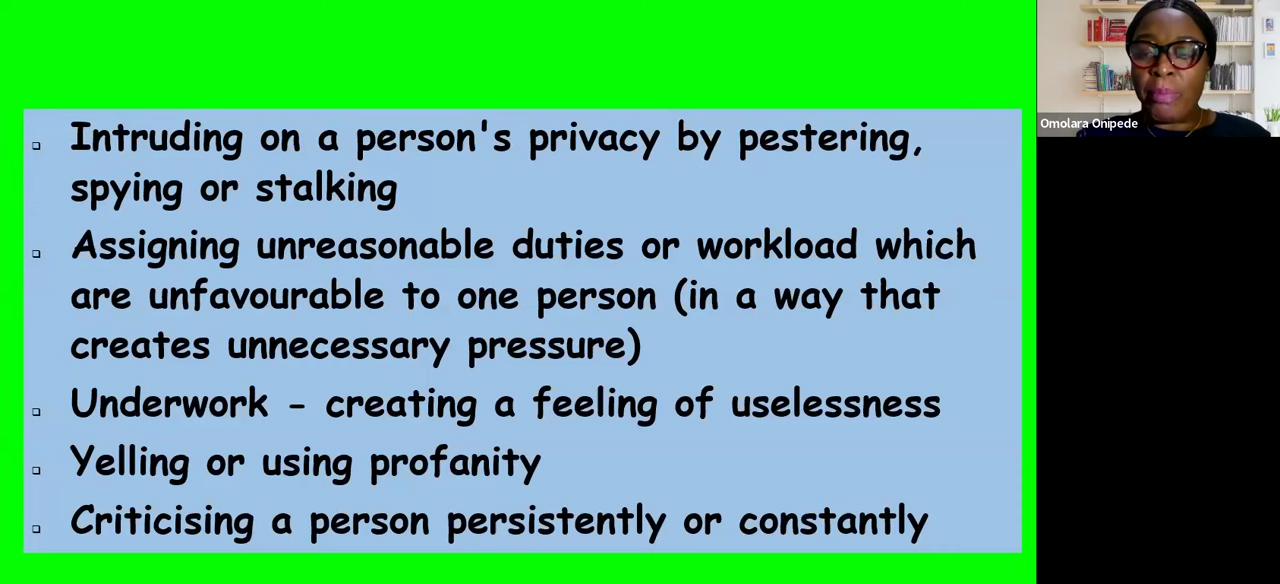 Intruding on a person's privacy by pestering,
spying or stalking
Assigning unreasonable duties or workload which
are unfavourable to one person (in a way that
creates unnecessary pressure)
Underwork - creating a feeling of uselessness
Yelling or using profanity
Criticising a person persistently or constantly
Omolara Onipede